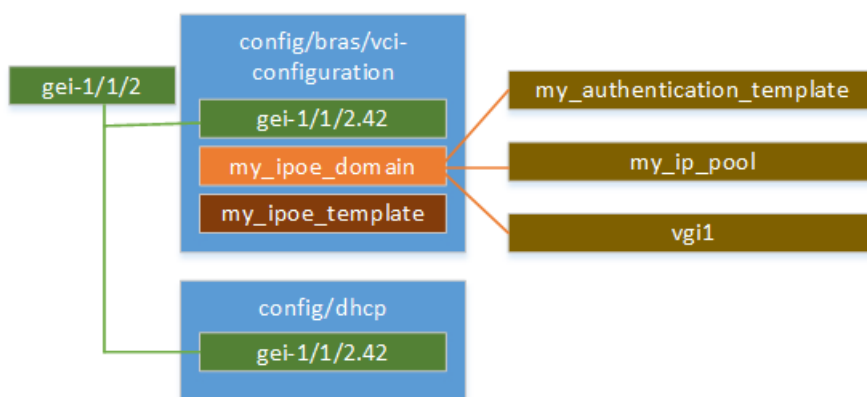 config/bras/vci-
configuration
gei-1/1/2
gei-1/1/2.42
my_ipoe_domain
my_ipoe_template
my_authentication_template
my_ip_pool
vgi1
config/dhcp
gei-1/1/2.42